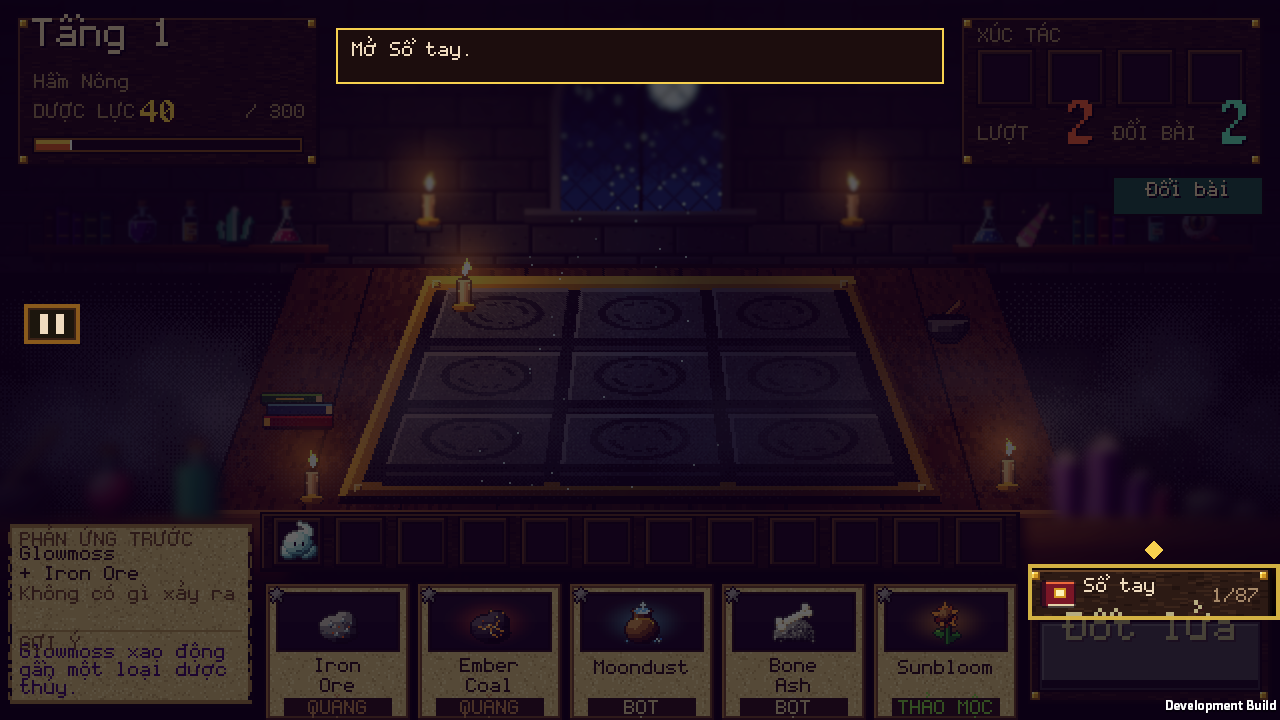 Tầng 1
Hầm Nông
DƯỢC LỰC 40 / 300
Mở Sổ tay.
XÚC TÁC
LƯỢT 2 ĐỔI BÀI 2
Đổi bài
PHẢN ỨNG TRƯỚC
Glowmoss
+ Iron Ore
Không có gì xảy ra
GỢI Ý
Glowmoss xao động
gần một loại dược
thủy.
Iron
Ore
QUẶNG
Ember
Coal
QUẶNG
Moondust
BỘT
Bone
Ash
BỘT
Sunbloom
THẢO MỘC
Sổ tay 1/87
Đốt lửa
Development Build